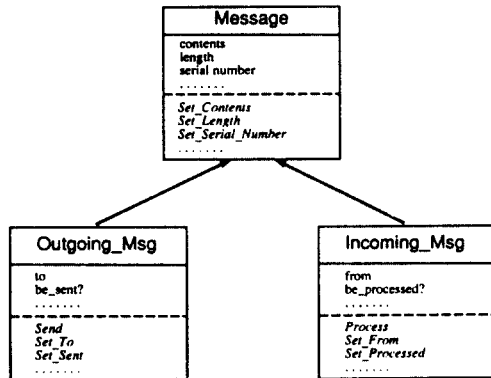 Message
contents
length
serial number
.......
Set_Contents
Set_Length
Set_Serial_Number
.......
Outgoing_Msg
to
be_sent?
.......
Send
Set_To
Set_Sent
.......
Incoming_Msg
from
be_processed?
.......
Process
Set_From
Set_Processed
.......